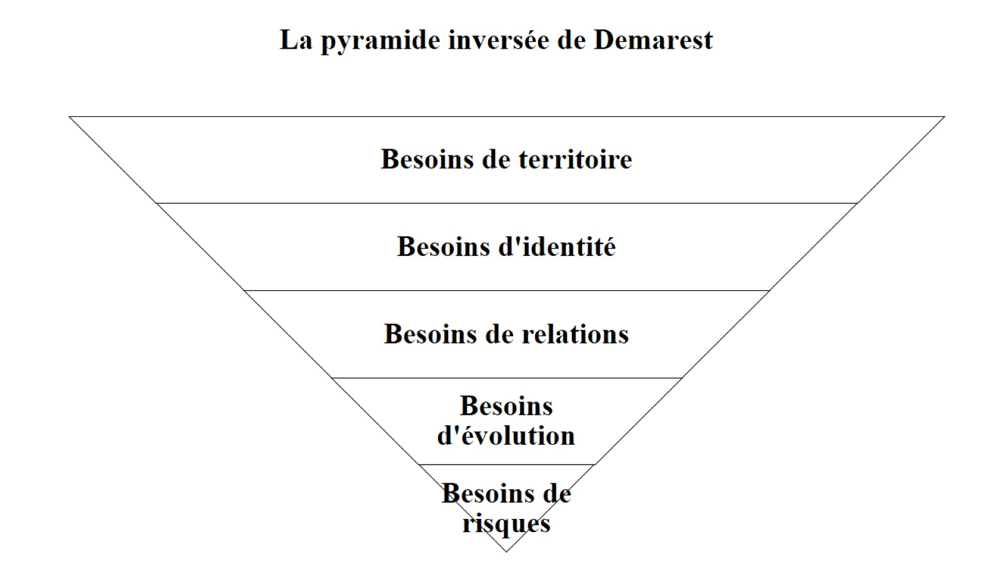 La pyramide inversée de Demarest
Besoins de territoire
Besoins d'identité
Besoins de relations
Besoins
d'évolution
Besoins de
risques